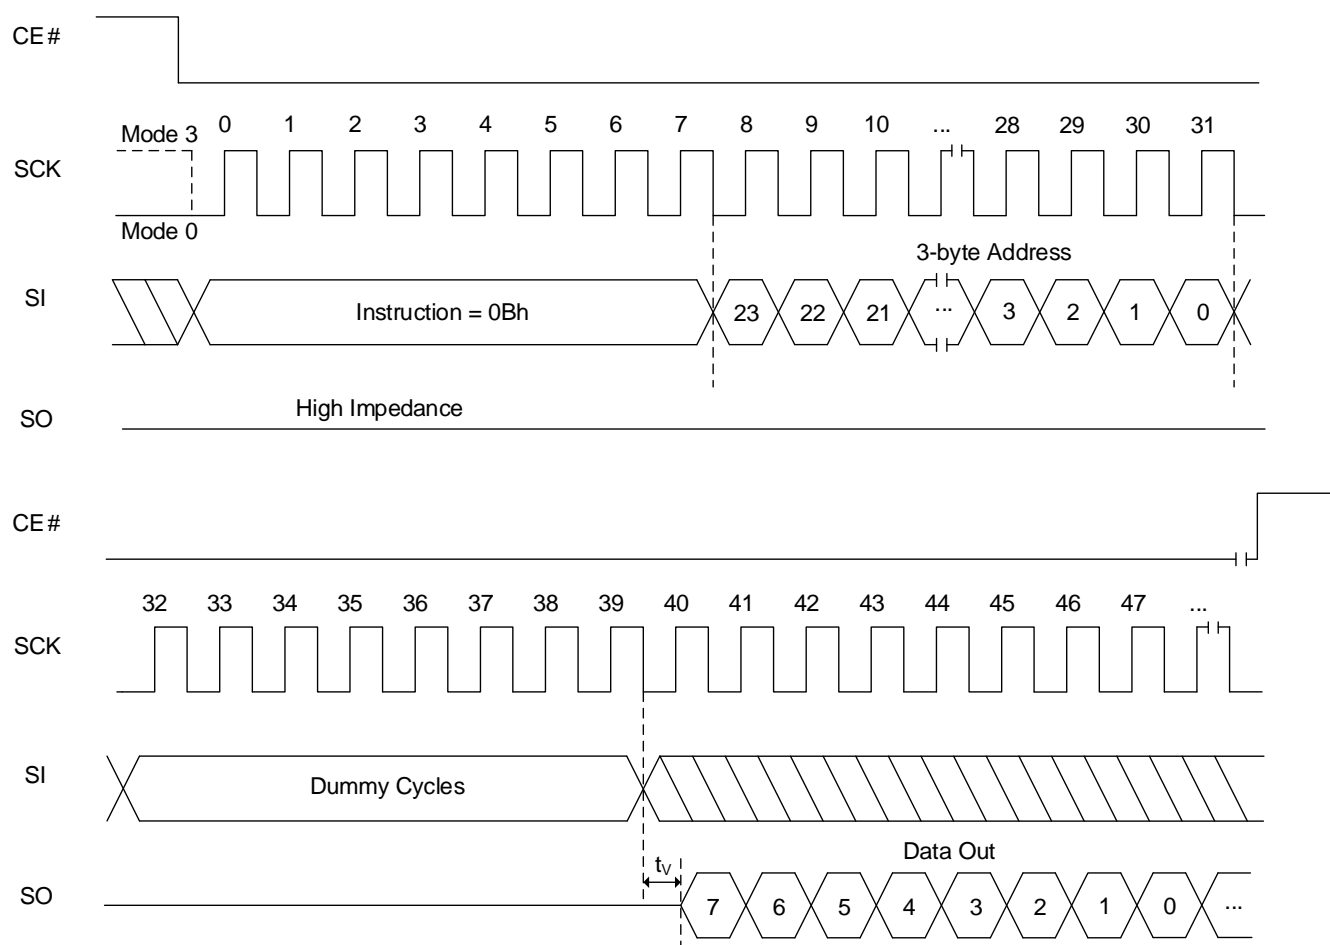 CE#
Mode 3 0 1 2 3 4 5 6 7 8 9 10 ... 28 29 30 31
SCK
Mode 0
3-byte Address
SI Instruction = 0Bh 23 22 21 ... 3 2 1 0
High Impedance
SO
CE#
32 33 34 35 36 37 38 39 40 41 42 43 44 45 46 47 ...
SCK
SI Dummy Cycles
Data Out
tV
SO 7 6 5 4 3 2 1 0 ...